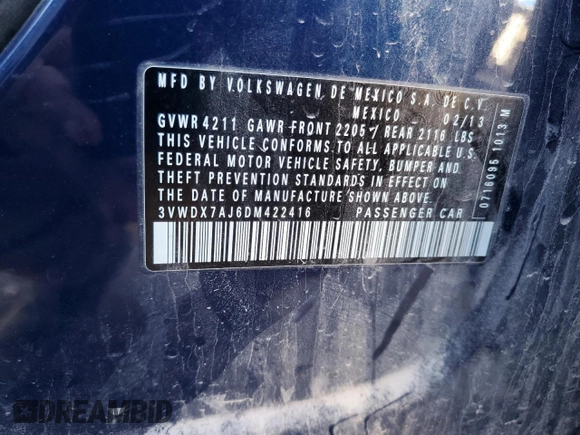 MFD BY VOLKSWAGEN DE MEXICO S.A. DE C.V.
MEXICO 02/13
GVWR 4211 GAWR FRONT 2205 / REAR 2116 LBS
THIS VEHICLE CONFORMS TO ALL APPLICABLE U.S.
FEDERAL MOTOR VEHICLE SAFETY, BUMPER AND
THEFT PREVENTION STANDARDS IN EFFECT ON
THE DATE OF MANUFACTURE SHOWN ABOVE.
3VWDX7AJ6DM422416 PASSENGER CAR
0716095 1013 M
DREAMBID